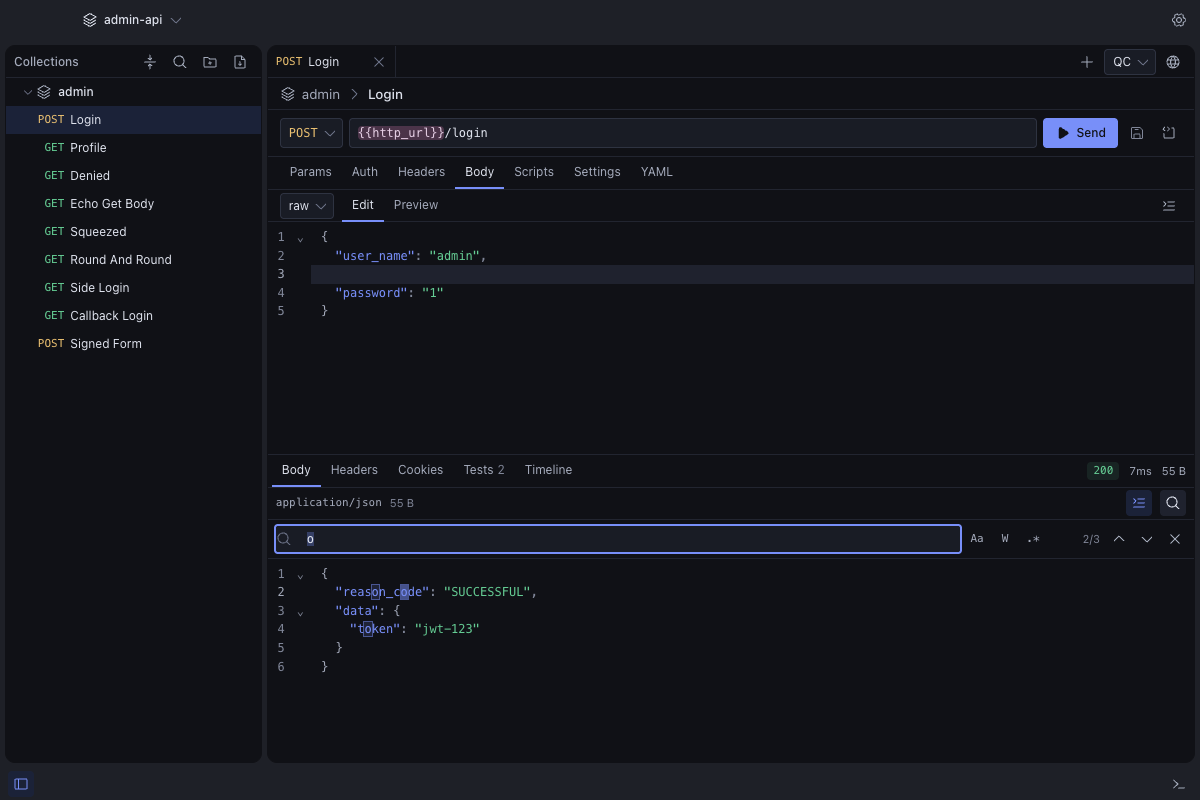 admin-api
Collections
admin
POST Login
GET Profile
GET Denied
GET Echo Get Body
GET Squeezed
GET Round And Round
GET Side Login
GET Callback Login
POST Signed Form
POST Login
QC
admin > Login
POST {{http_url}}/login Send
Params Auth Headers Body Scripts Settings YAML
raw Edit Preview
1 {
2 "user_name": "admin",
3
4 "password": "1"
5 }
Body Headers Cookies Tests 2 Timeline 200 7ms 55 B
application/json 55 B
o Aa W .* 2/3
1 {
2 "reason_code": "SUCCESSFUL",
3 "data": {
4 "token": "jwt-123"
5 }
6 }